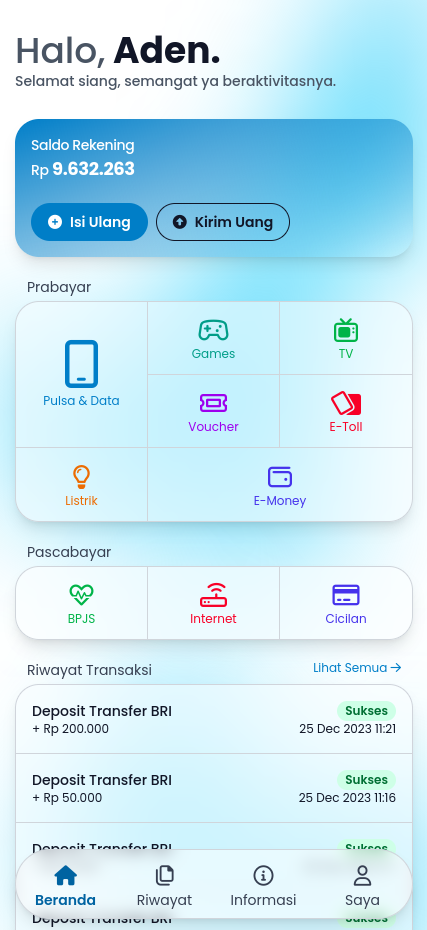 Halo, Aden.
Selamat siang, semangat ya beraktivitasnya.
Saldo Rekening
Rp 9.632.263
Isi Ulang
Kirim Uang
Prabayar
Pulsa & Data
Games
TV
Voucher
E-Toll
Listrik
E-Money
Pascabayar
BPJS
Internet
Cicilan
Riwayat Transaksi
Lihat Semua
Deposit Transfer BRI
Sukses
+ Rp 200.000
25 Dec 2023 11:21
Deposit Transfer BRI
Sukses
+ Rp 50.000
25 Dec 2023 11:16
Deposit Transfer BRI
Sukses
Beranda
Riwayat
Informasi
Saya
Deposit Transfer BRI
Sukses